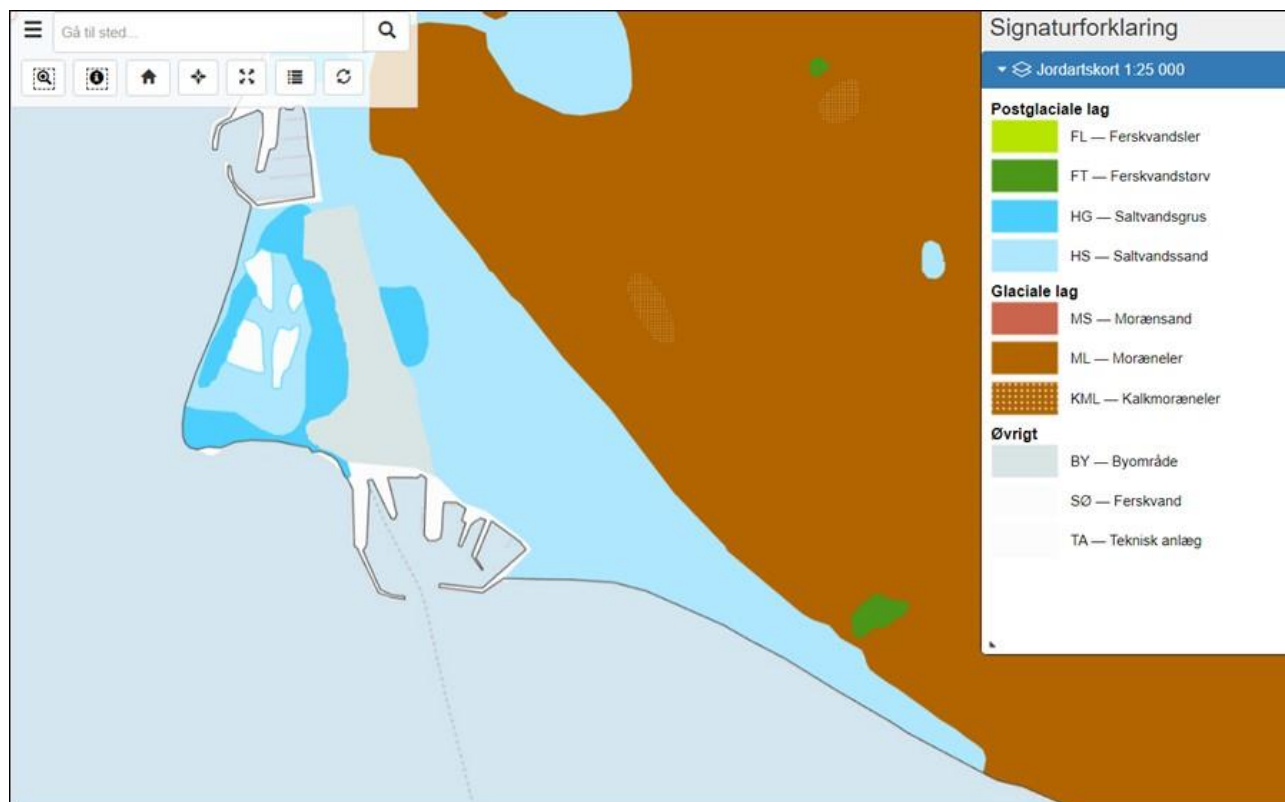 Gå til sted...
Signaturforklaring
Jordartskort 1:25 000
Postglaciale lag
FL — Ferskvandsler
FT — Ferskvandstørv
HG — Saltvandsgrus
HS — Saltvandssand
Glaciale lag
MS — Morænsand
ML — Moræneler
KML — Kalkmoræneler
Øvrigt
BY — Byområde
SØ — Ferskvand
TA — Teknisk anlæg